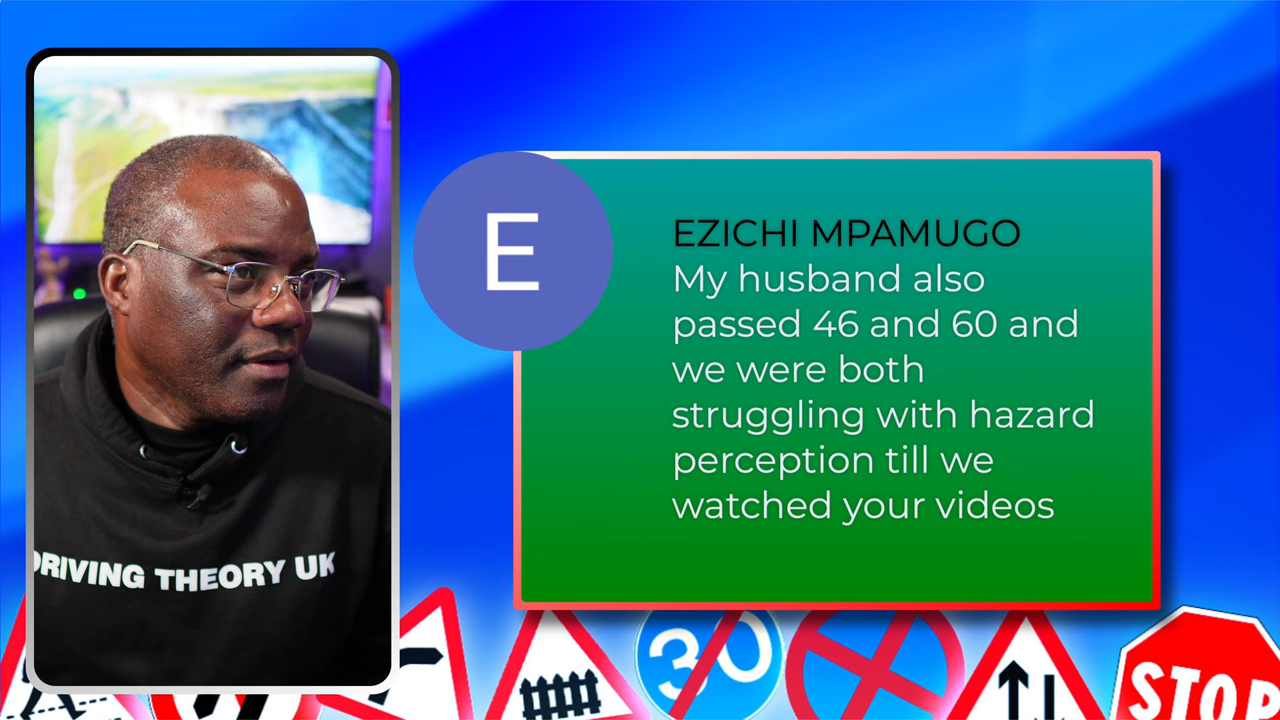 E
EZICHI MPAMUGO
My husband also
passed 46 and 60 and
we were both
struggling with hazard
perception till we
watched your videos
DRIVING THEORY UK
30
STOP